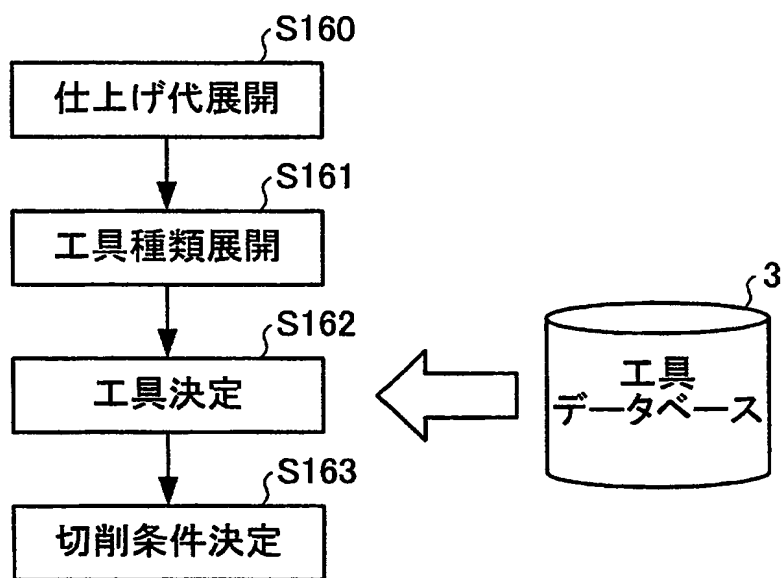 S160
仕上げ代展開
S161
工具種類展開
S162
工具決定
S163
切削条件決定
3
工具
データベース